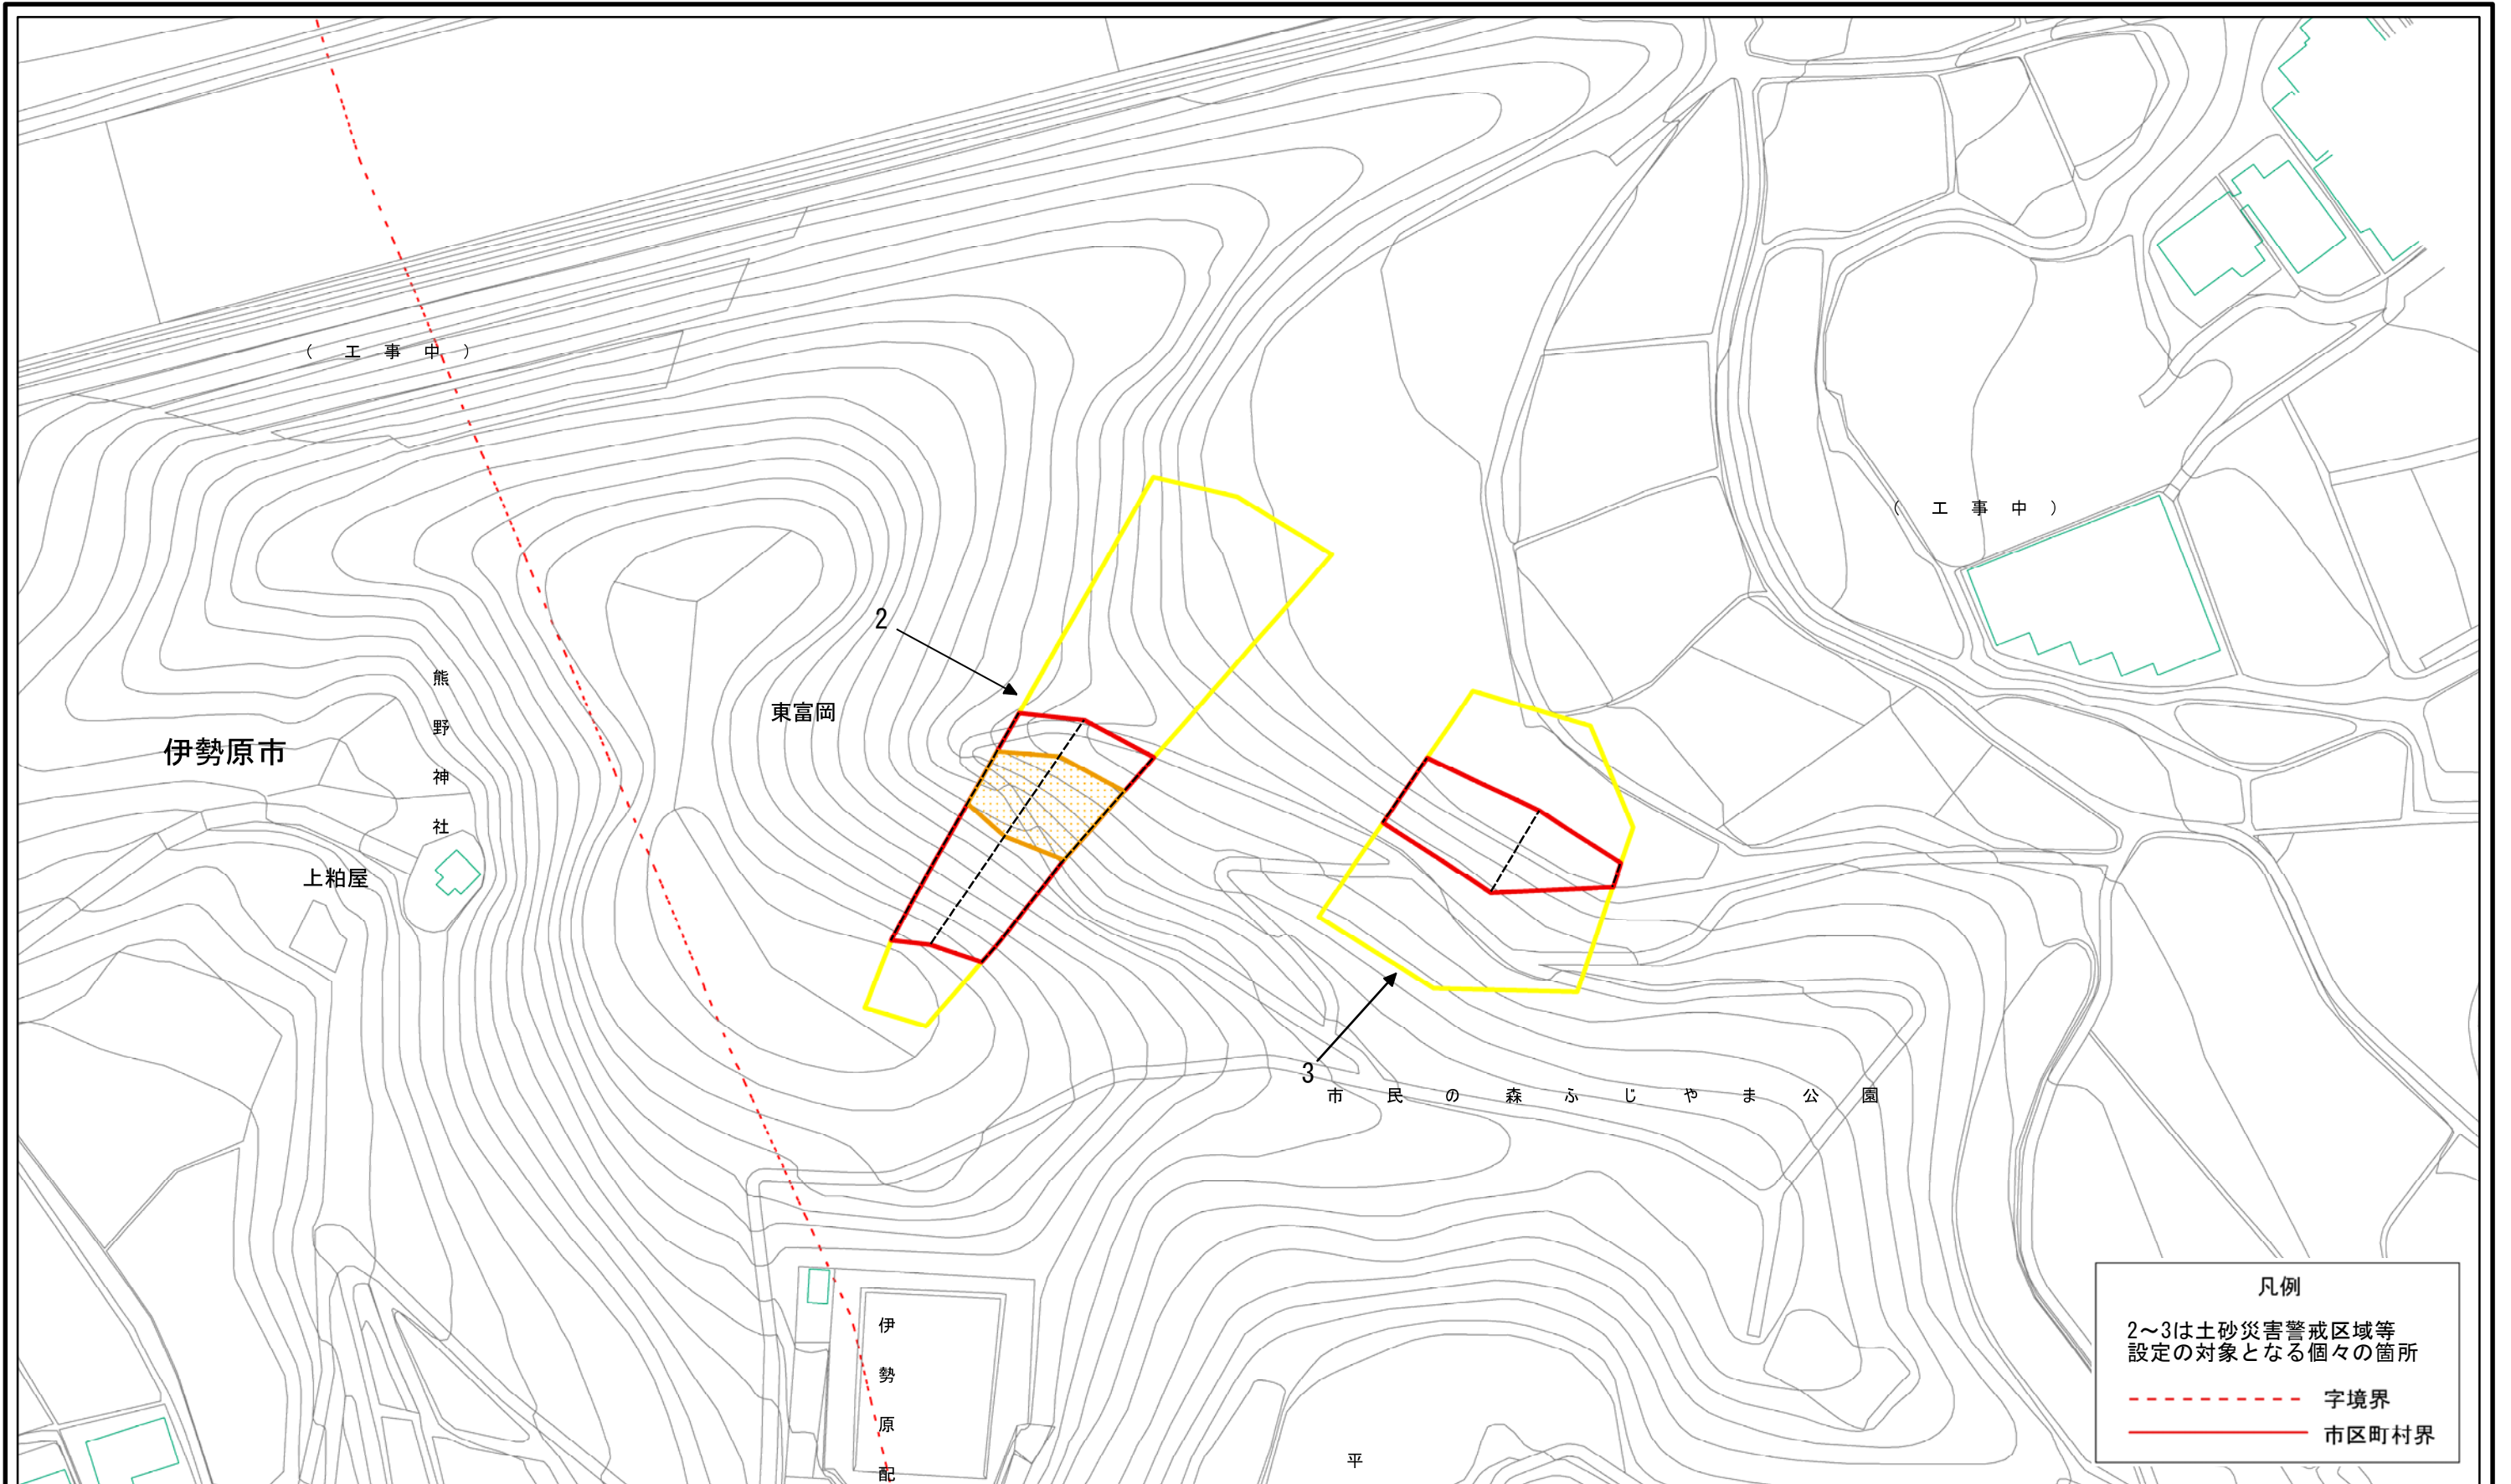 （工事中）
（工事中）
2
熊野神社
東富岡
伊勢原市
上粕屋
3
市民の森ふじやま公園
伊勢原配
平
凡例
2～3は土砂災害警戒区域等
設定の対象となる個々の箇所
字境界
市区町村界